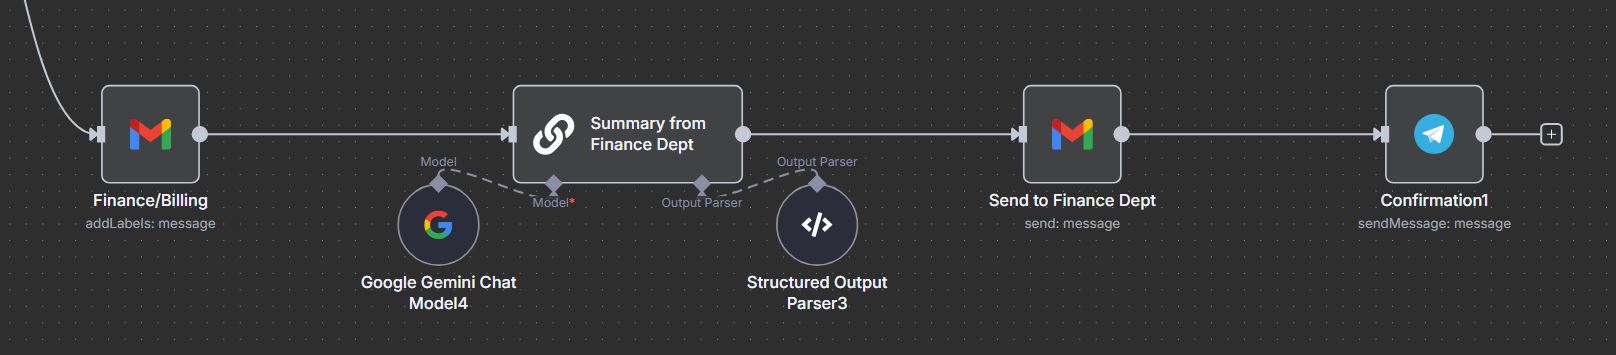 Summary from
Finance Dept
Model
Output Parser
Model*
Output Parser
Finance/Billing
addLabels: message
Google Gemini Chat
Model4
Structured Output
Parser3
Send to Finance Dept
send: message
Confirmation1
sendMessage: message